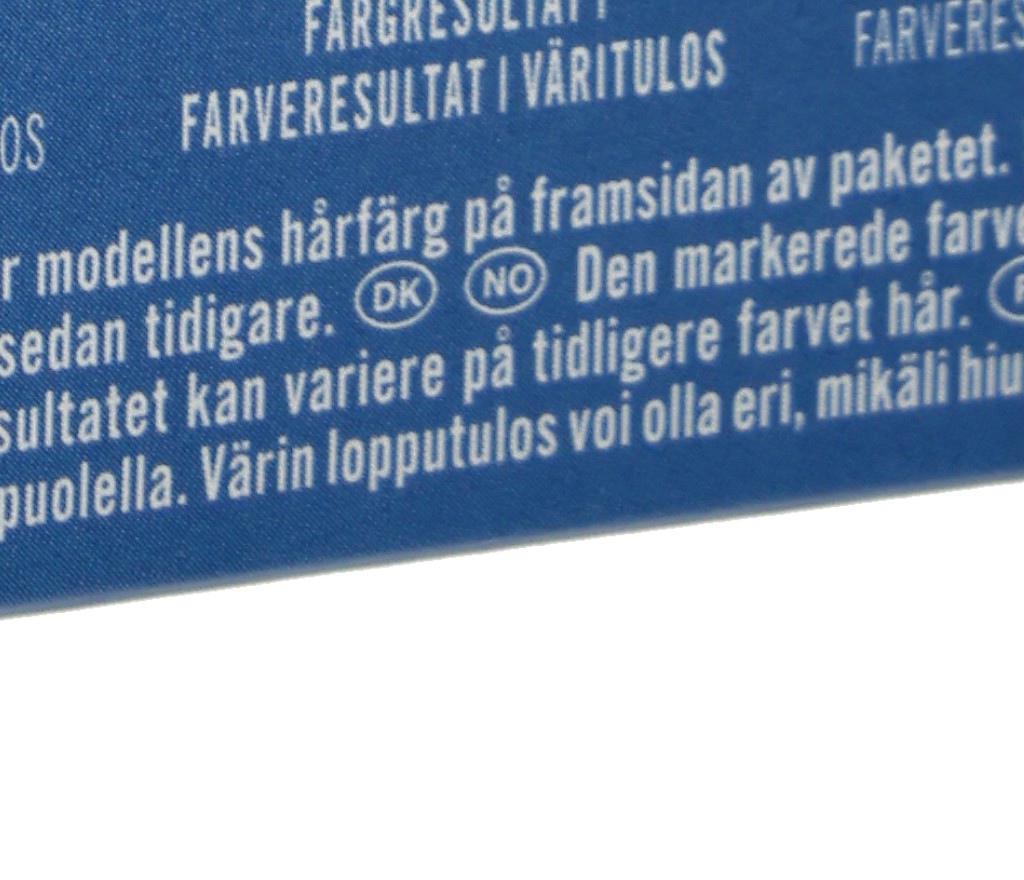 FÄRGRESULTAT |
FARVERESULTAT | VÄRITULOS
modellens hårfärg på framsidan av paketet.
sedan tidigare. DK NO Den markerede
kan variere på tidligere farvet hår.
puolella. Värin lopputulos voi olla eri, mikäli